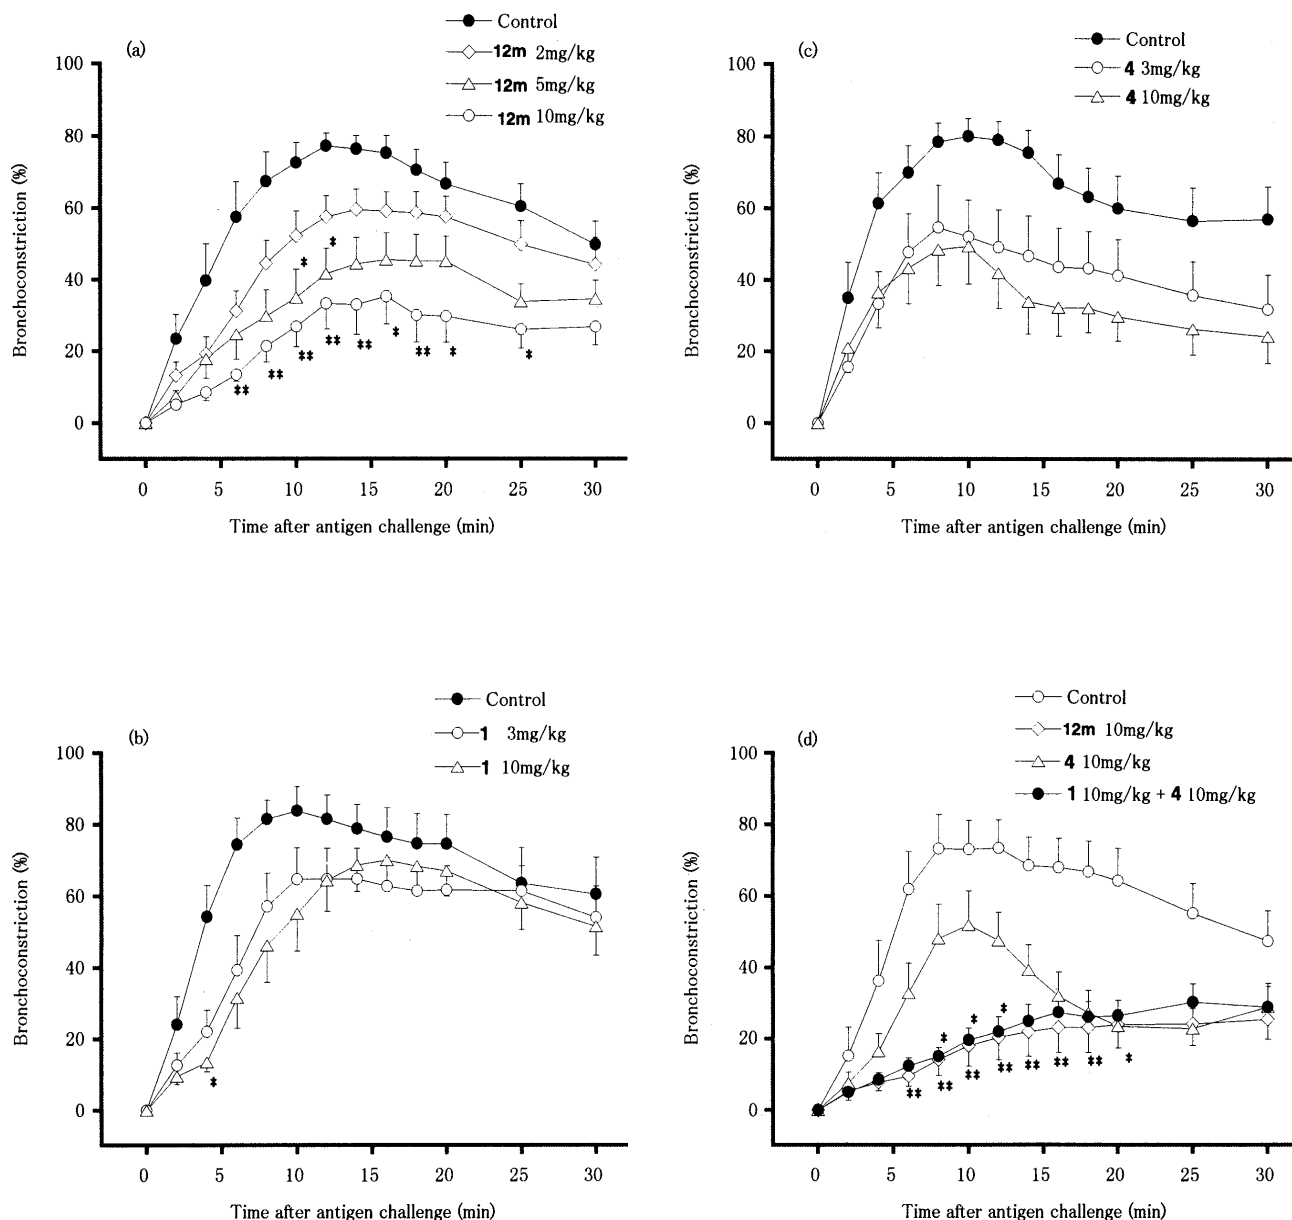 (a)
Control
12m 2mg/kg
12m 5mg/kg
12m 10mg/kg
Bronchoconstriction (%)
100
80
60
40
20
0
‡
‡
‡‡
‡‡
‡‡
‡‡
‡‡
‡
‡‡
‡
‡
0 5 10 15 20 25 30
Time after antigen challenge (min)
(c)
Control
4 3mg/kg
4 10mg/kg
Bronchoconstriction (%)
100
80
60
40
20
0
0 5 10 15 20 25 30
Time after antigen challenge (min)
(b)
Control
1 3mg/kg
1 10mg/kg
Bronchoconstriction (%)
100
80
60
40
20
0
‡
0 5 10 15 20 25 30
Time after antigen challenge (min)
(d)
Control
12m 10mg/kg
4 10mg/kg
1 10mg/kg + 4 10mg/kg
Bronchoconstriction (%)
100
80
60
40
20
0
‡ ‡ ‡
‡‡ ‡‡ ‡‡ ‡‡ ‡‡ ‡‡ ‡‡ ‡
0 5 10 15 20 25 30
Time after antigen challenge (min)